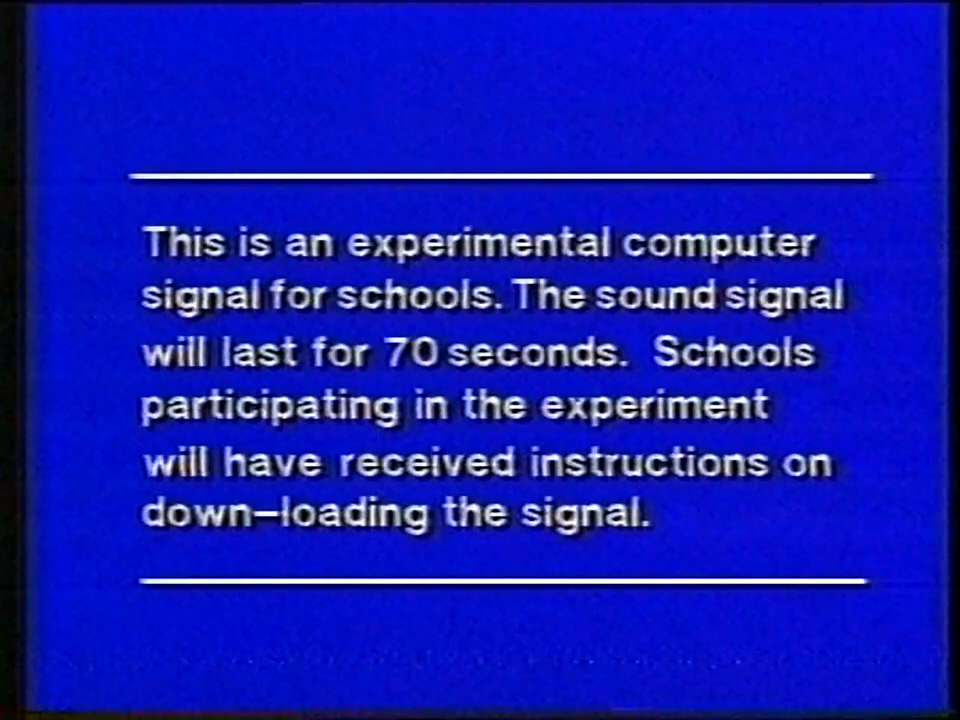 This is an experimental computer
signal for schools. The sound signal
will last for 70 seconds.  Schools
participating in the experiment
will have received instructions on
down–loading the signal.